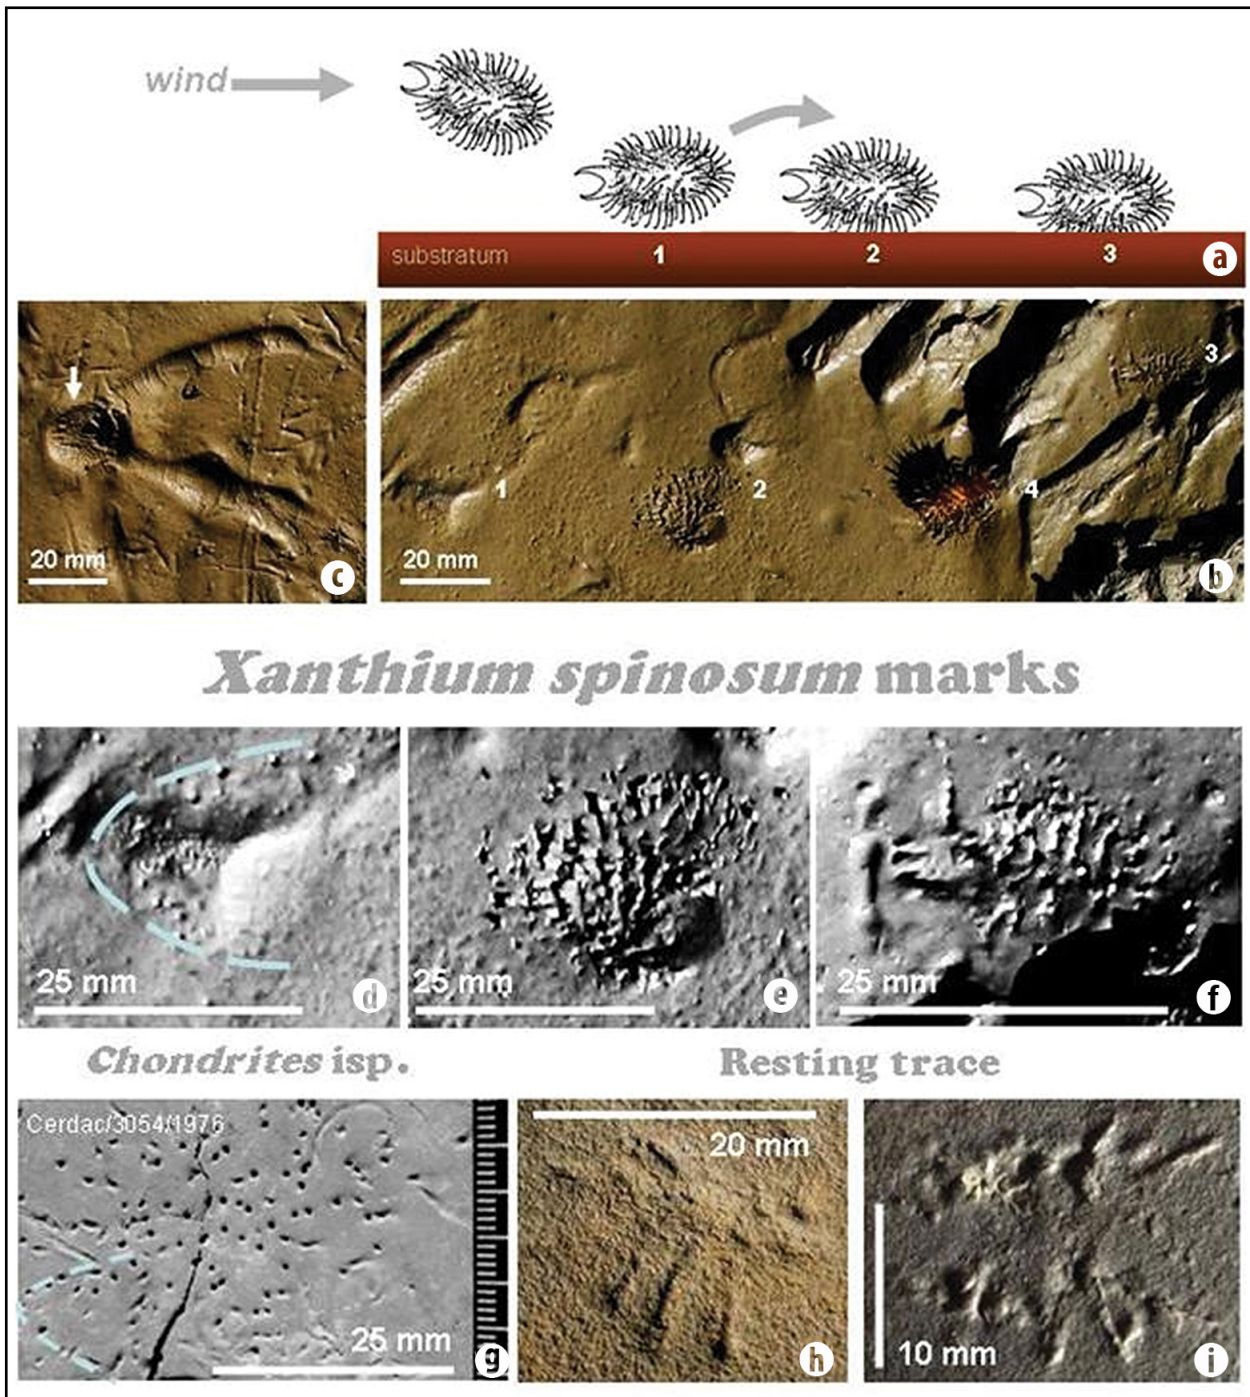 wind
substratum 1 2 3 a
3
1 2 4
20 mm c
20 mm b
Xanthium spinosum marks
25 mm d
25 mm e
25 mm f
Chondrites isp.
Resting trace
Cerdac/3054/1976
25 mm g
20 mm
h
10 mm i